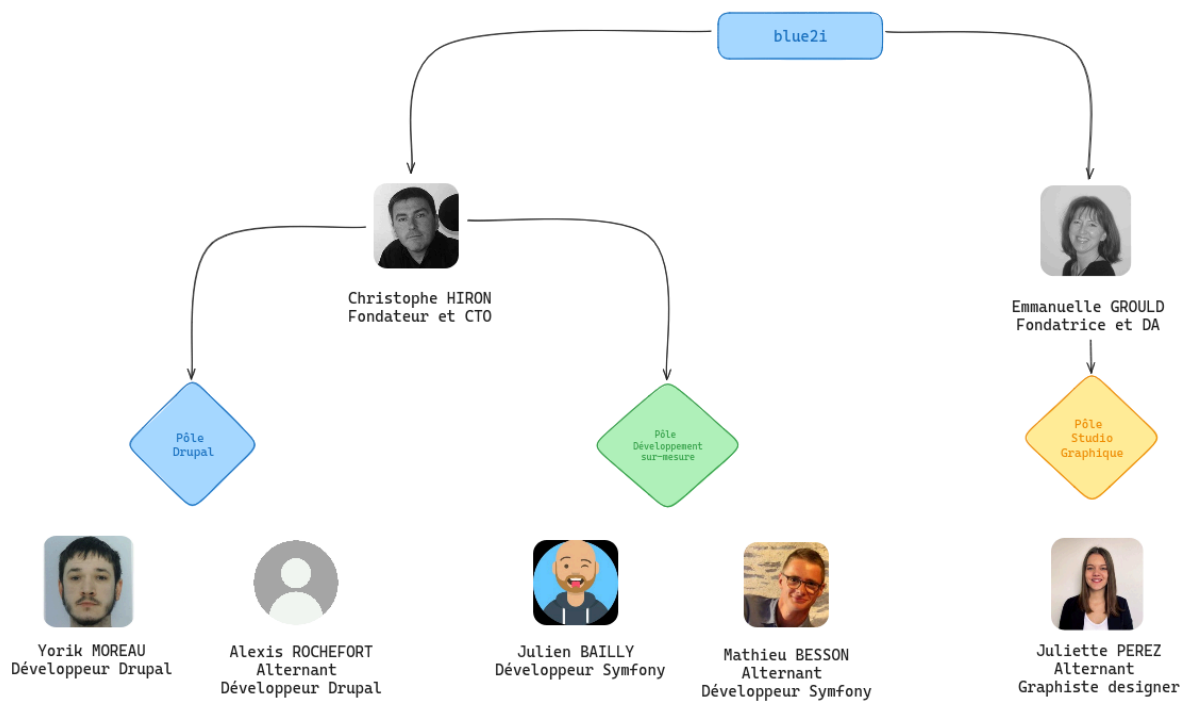 blue2i
Christophe HIRON
Fondateur et CTO
Emmanuelle GROULD
Fondatrice et DA
Pôle
Drupal
Pôle
Développement
sur-mesure
Pôle
Studio
Graphique
Yorik MOREAU
Développeur Drupal
Alexis ROCHEFORT
Alternant
Développeur Drupal
Julien BAILLY
Développeur Symfony
Mathieu BESSON
Alternant
Développeur Symfony
Juliette PEREZ
Alternant
Graphiste designer